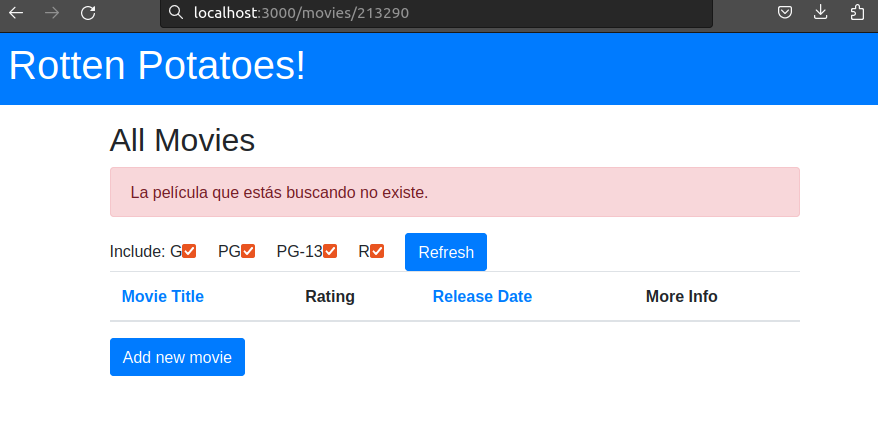 localhost:3000/movies/213290
Rotten Potatoes!
All Movies
La película que estás buscando no existe.
Include: G PG PG-13 R Refresh
Movie Title Rating Release Date More Info
Add new movie